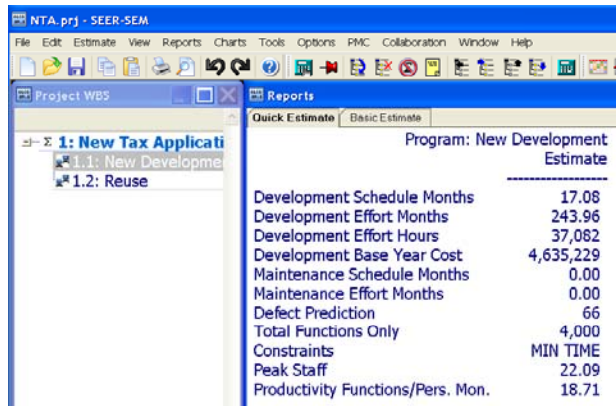 NTA.prj - SEER-SEM
File Edit Estimate View Reports Charts Tools Options PMC Collaboration Window Help
Project WBS
1: New Tax Applicati
1.1: New Developme
1.2: Reuse
Reports
Quick Estimate Basic Estimate
Program: New Development
Estimate
Development Schedule Months 17.08
Development Effort Months 243.96
Development Effort Hours 37,082
Development Base Year Cost 4,635,229
Maintenance Schedule Months 0.00
Maintenance Effort Months 0.00
Defect Prediction 66
Total Functions Only 4,000
Constraints MIN TIME
Peak Staff 22.09
Productivity Functions/Pers. Mon. 18.71